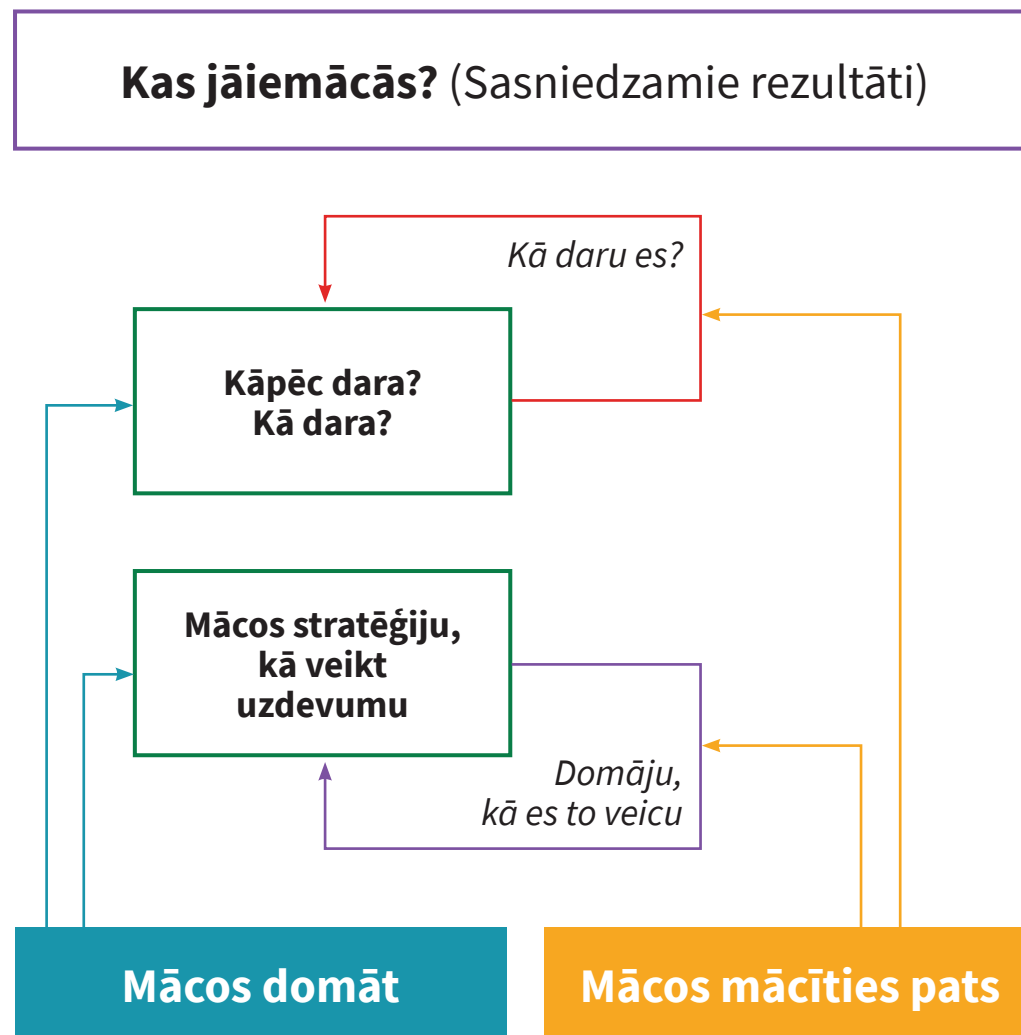 Kas jāiemācās? (Sasniedzamie rezultāti)
Kā daru es?
Kāpēc dara?
Kā dara?
Mācos stratēģiju,
kā veikt
uzdevumu
Domāju,
kā es to veicu
Mācos domāt
Mācos mācīties pats